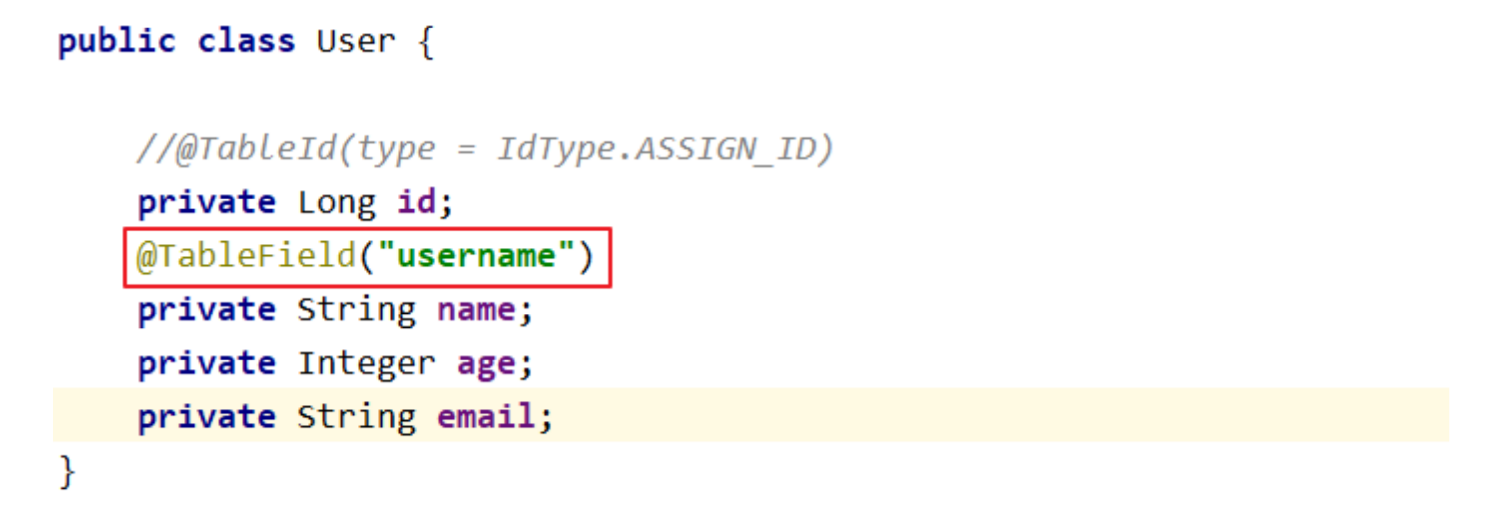 public class User {
//@TableId(type = IdType.ASSIGN_ID)
private Long id;
@TableField("username")
private String name;
private Integer age;
private String email;
}